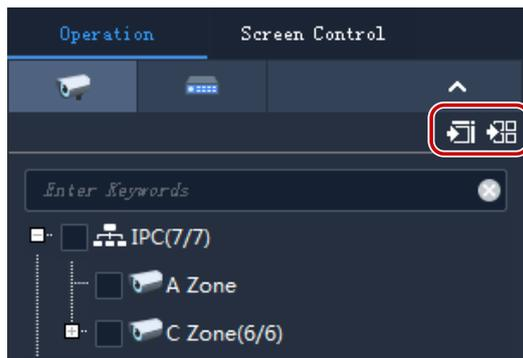 Operation Screen Control
Enter Keywords
IPC(7/7)
A Zone
C Zone(6/6)